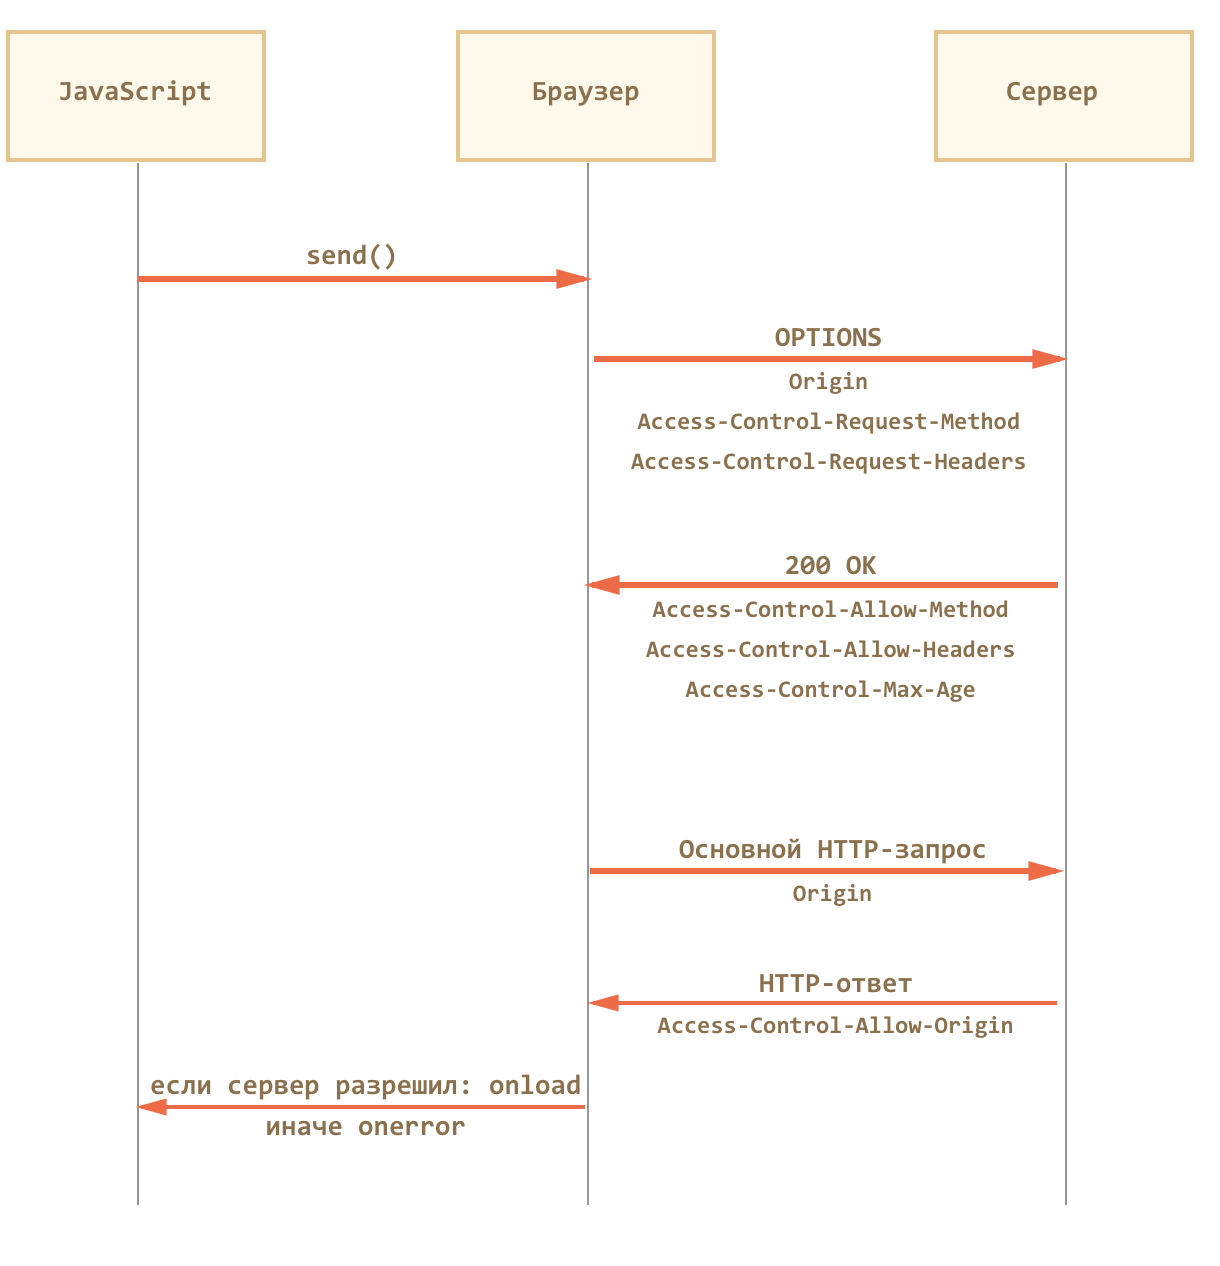 JavaScript
Браузер
Сервер
send()
OPTIONS
Origin
Access-Control-Request-Method
Access-Control-Request-Headers
200 OK
Access-Control-Allow-Method
Access-Control-Allow-Headers
Access-Control-Max-Age
Основной HTTP-запрос
Origin
HTTP-ответ
Access-Control-Allow-Origin
если сервер разрешил: onload
иначе onerror